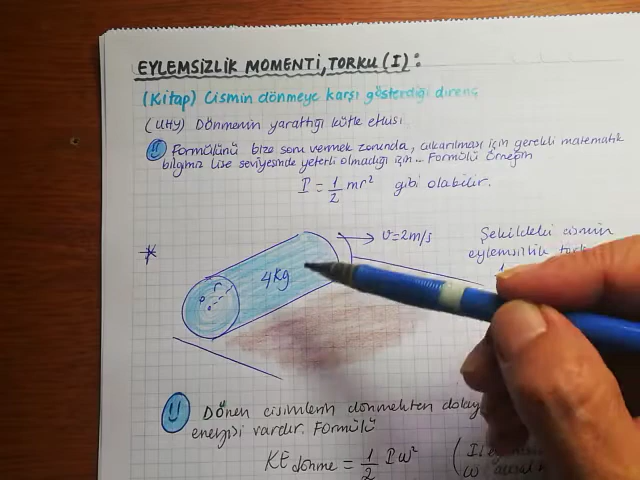 EYLEMSİZLİK MOMENTİ, TORKU (I) :
(Kitap) Cismin dönmeye karşı gösterdiği direnç
(UHY) Dönmenin yarattığı kütle etkisi
Formülünü bize soru vermek zorunda, çıkarılması için gerekli matematik
bilgimiz lise seviyesinde yeterli olmadığı için... Formülü örneğin
I = 1/2 mr² gibi olabilir.
* r 4kg v=2m/s
Şekildeki cismin
eylemsizlik
Dönen cisimlerin dönmekten dolayı
enerjisi vardır. Formülü
KE dönme = 1/2 Iω²